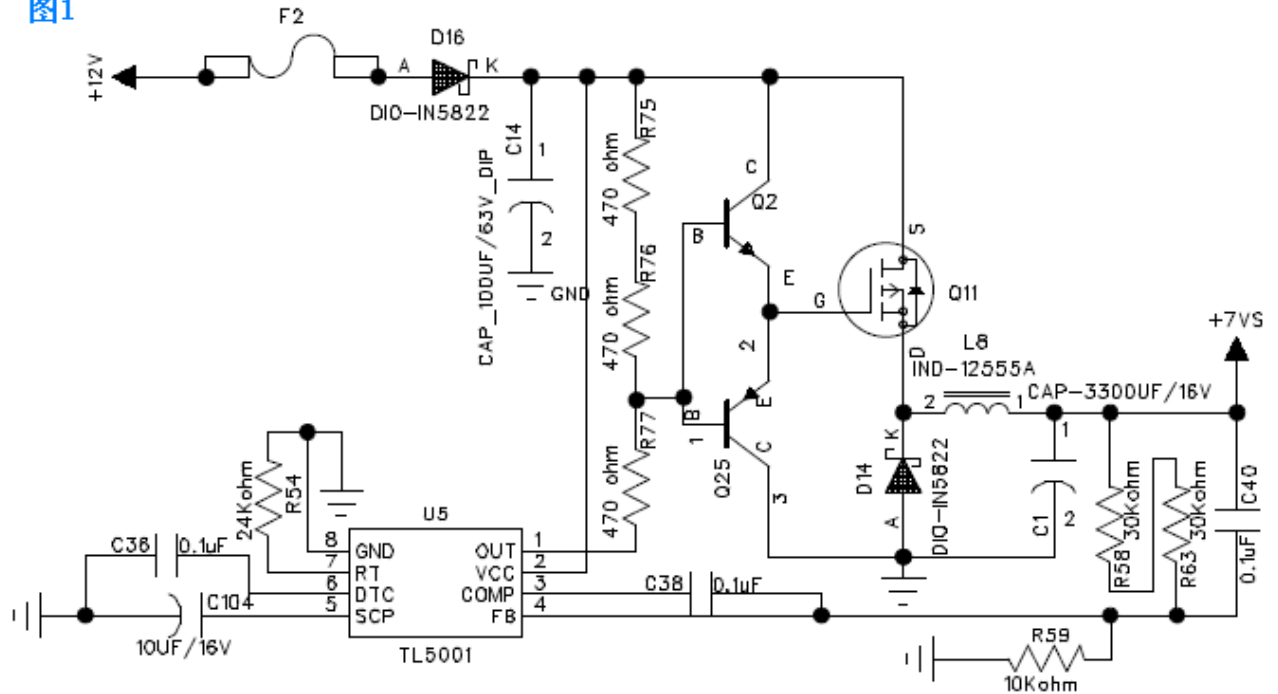 图1
F2
+12V
A
D16
K
DIO-IN5822
C14
1
2
CAP_100UF/63V_DIP
GND
R75
470 ohm
R76
470 ohm
R77
470 ohm
C
Q2
B
E
2
B
1
E
C
Q25
3
S
G
Q11
D
L8
IND-12555A
2
1
CAP-3300UF/16V
+7VS
D14
K
A
DIO-IN5822
C1
1
2
R58
30Kohm
R63
30Kohm
C40
0.1uF
24Kohm
R54
U5
8
GND
OUT
1
7
RT
VCC
2
6
DTC
COMP
3
5
SCP
FB
4
TL5001
C36
0.1uF
C104
10UF/16V
C38
0.1uF
R59
10Kohm